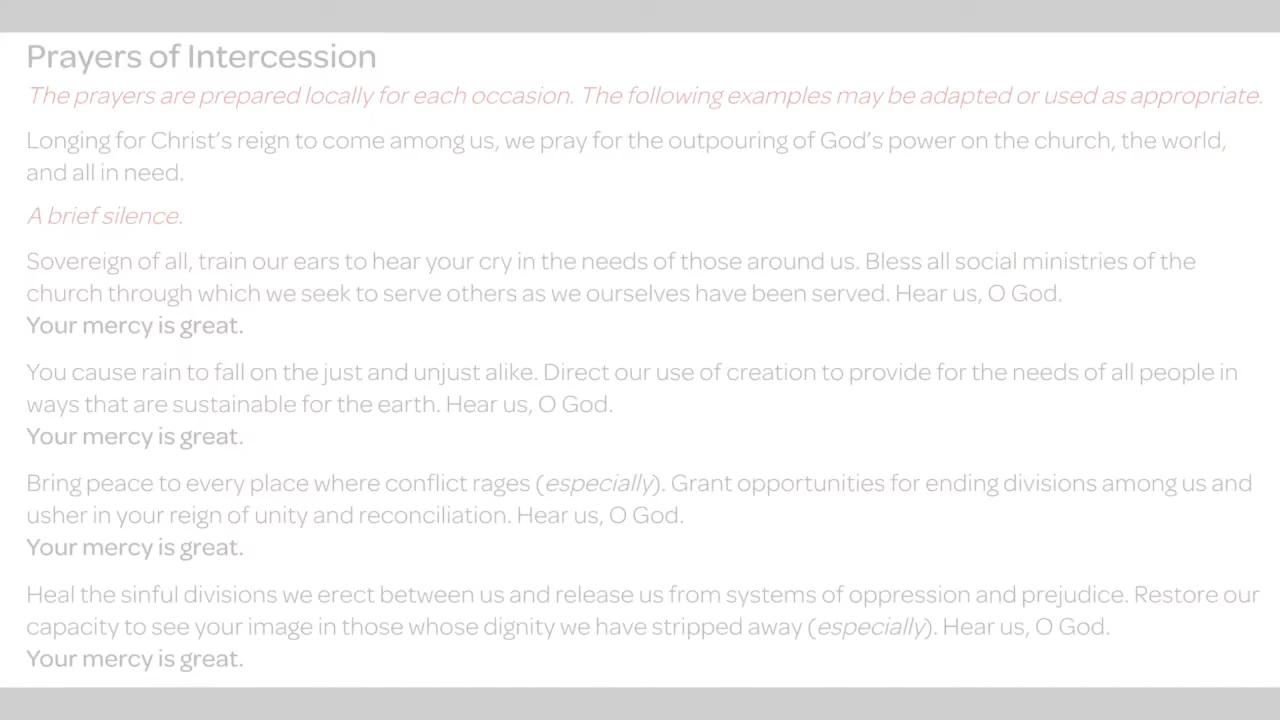 Prayers of Intercession
The prayers are prepared locally for each occasion. The following examples may be adapted or used as appropriate.
Longing for Christ's reign to come among us, we pray for the outpouring of God's power on the church, the world,
and all in need.
A brief silence.
Sovereign of all, train our ears to hear your cry in the needs of those around us. Bless all social ministries of the
church through which we seek to serve others as we ourselves have been served. Hear us, O God.
Your mercy is great.
You cause rain to fall on the just and unjust alike. Direct our use of creation to provide for the needs of all people in
ways that are sustainable for the earth. Hear us, O God.
Your mercy is great.
Bring peace to every place where conflict rages (especially). Grant opportunities for ending divisions among us and
usher in your reign of unity and reconciliation. Hear us, O God.
Your mercy is great.
Heal the sinful divisions we erect between us and release us from systems of oppression and prejudice. Restore our
capacity to see your image in those whose dignity we have stripped away (especially). Hear us, O God.
Your mercy is great.